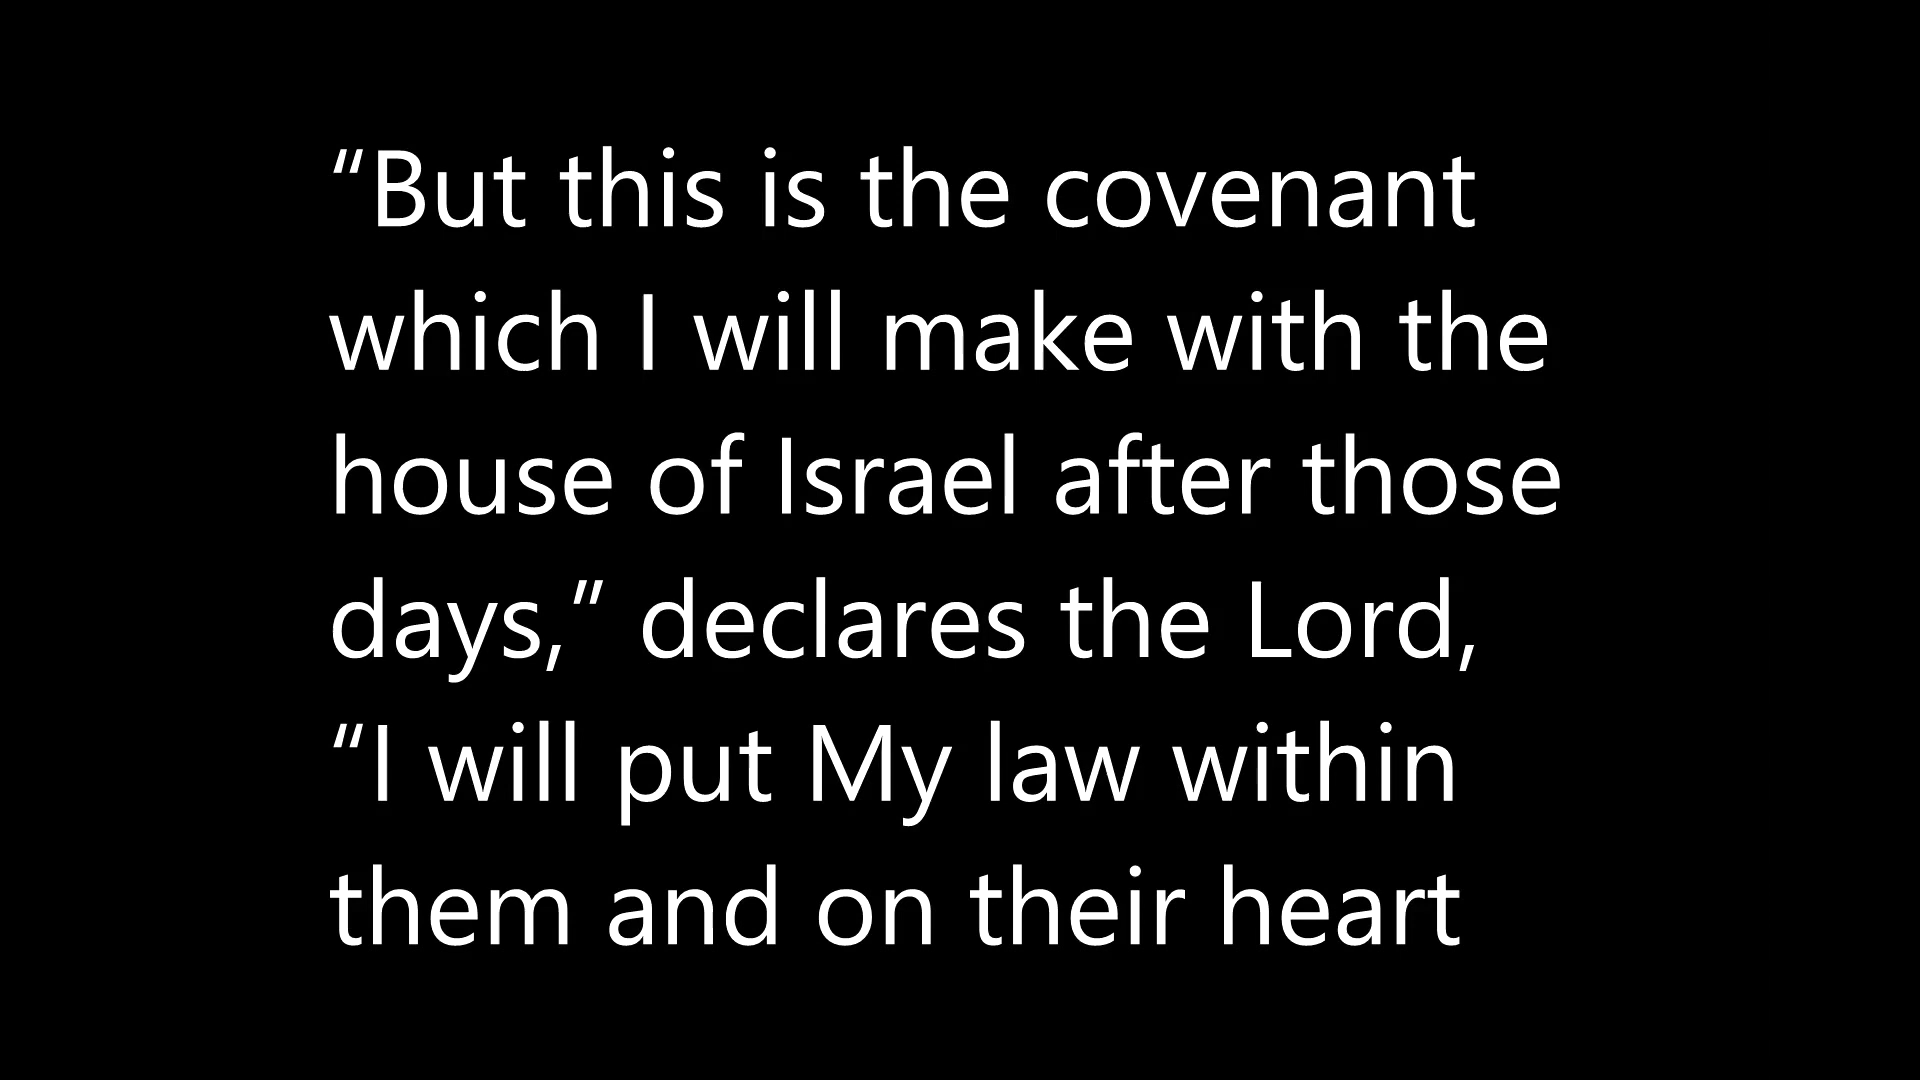 “But this is the covenant
which I will make with the
house of Israel after those
days,” declares the Lord,
“I will put My law within
them and on their heart